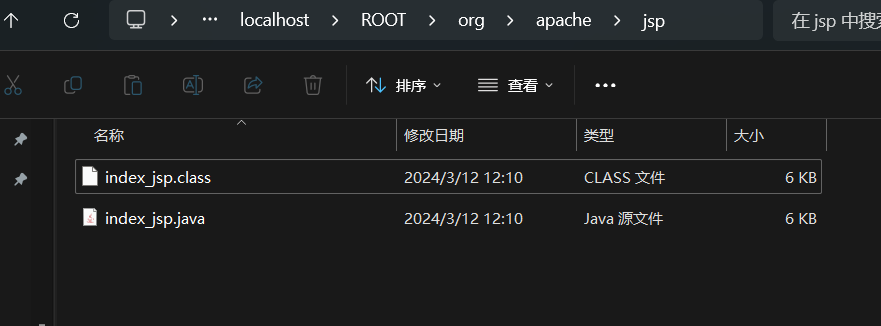 localhost ROOT org apache jsp 在 jsp 中搜索
排序 查看
名称 修改日期 类型 大小
index_jsp.class 2024/3/12 12:10 CLASS 文件 6 KB
index_jsp.java 2024/3/12 12:10 Java 源文件 6 KB